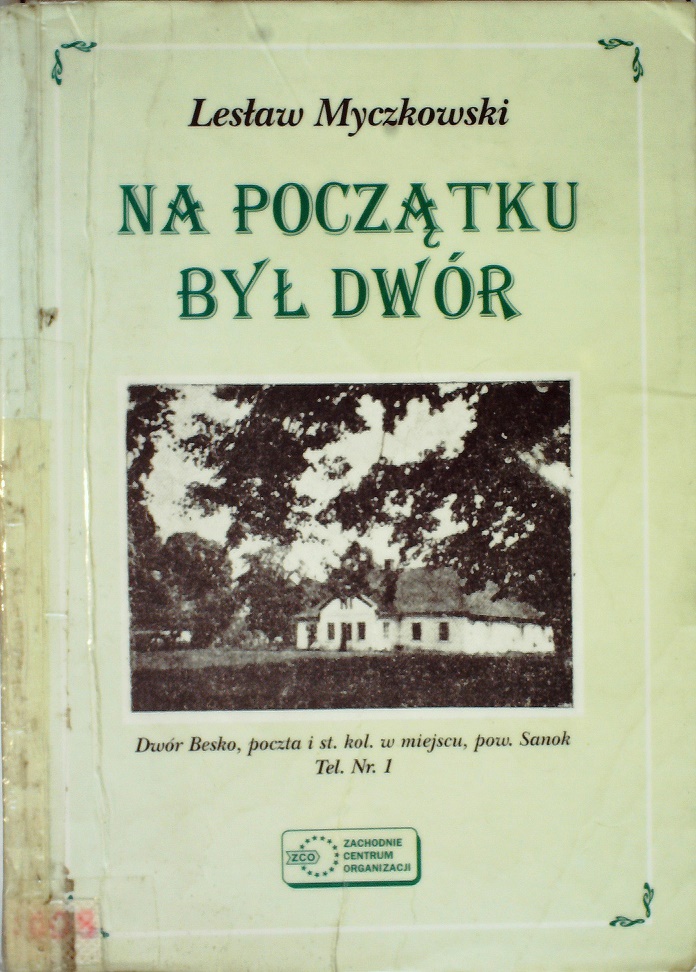 Lesław Myczkowski
NA POCZĄTKU
BYŁ DWÓR
Dwór Besko, poczta i st. kol. w miejscu, pow. Sanok
Tel. Nr. 1
ZCO
ZACHODNIE
CENTRUM
ORGANIZACJI